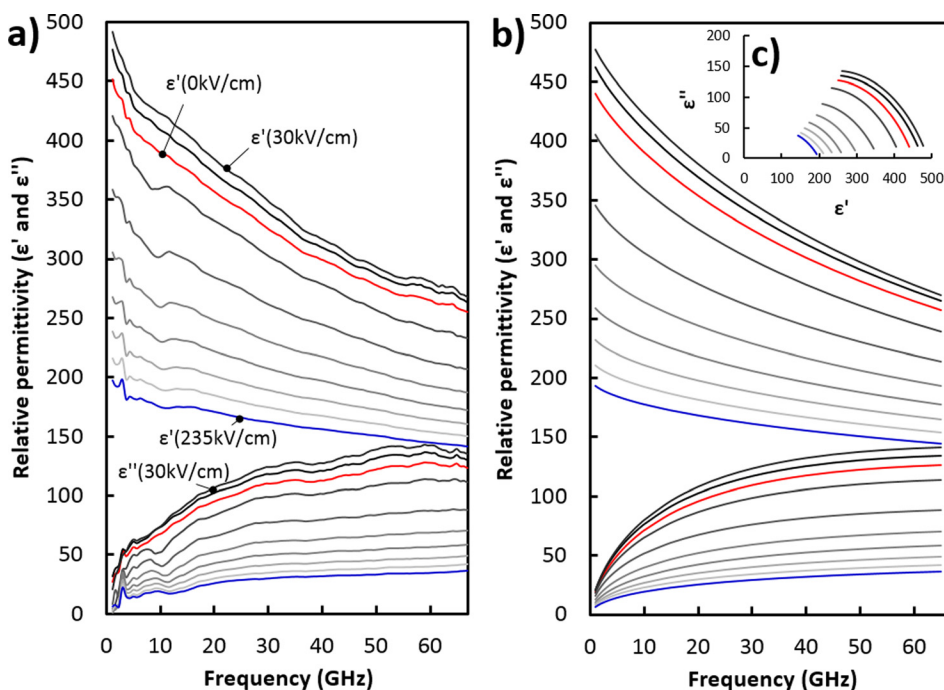 a)
Relative permittivity (ε' and ε'')
500
450
400
350
300
250
200
150
100
50
0
ε'(0kV/cm)
ε'(30kV/cm)
ε'(235kV/cm)
ε''(30kV/cm)
0 10 20 30 40 50 60
Frequency (GHz)
b)
Relative permittivity (ε' and ε'')
500
450
400
350
300
250
200
150
100
50
0
0 10 20 30 40 50 60
Frequency (GHz)
c)
ε''
200
150
100
50
0
0 100 200 300 400 500
ε'